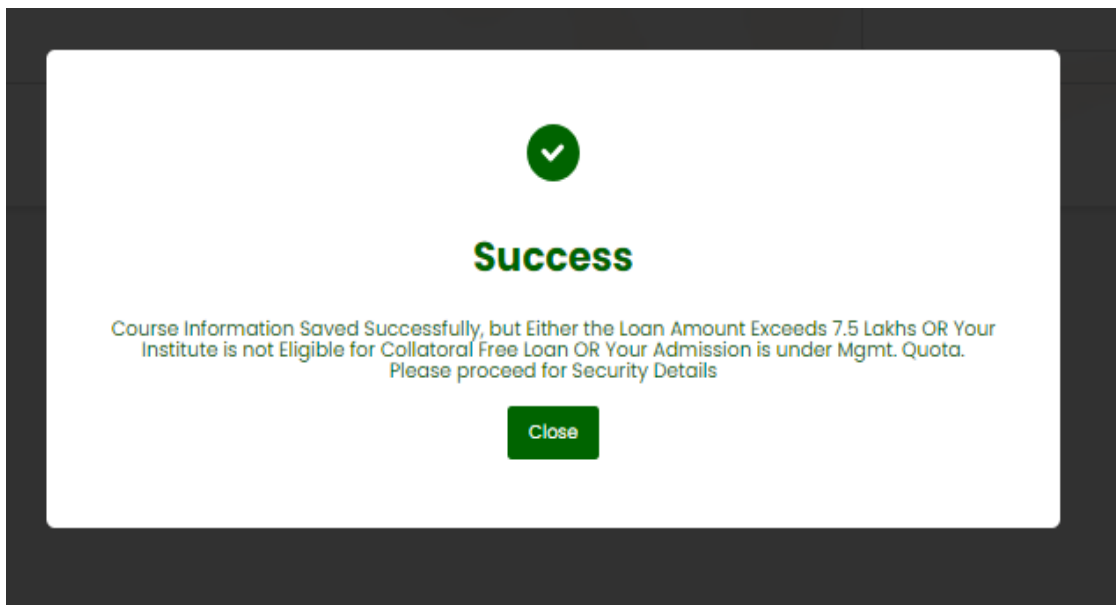 Success
Course Information Saved Successfully, but Either the Loan Amount Exceeds 7.5 Lakhs OR Your
Institute is not Eligible for Collatoral Free Loan OR Your Admission is under Mgmt. Quota.
Please proceed for Security Details
Close